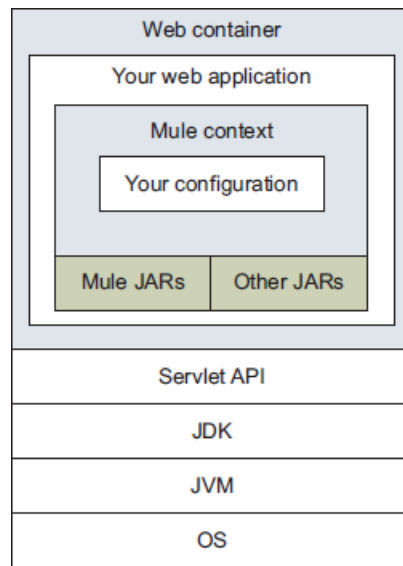 Web container
Your web application
Mule context
Your configuration
Mule JARs
Other JARs
Servlet API
JDK
JVM
OS